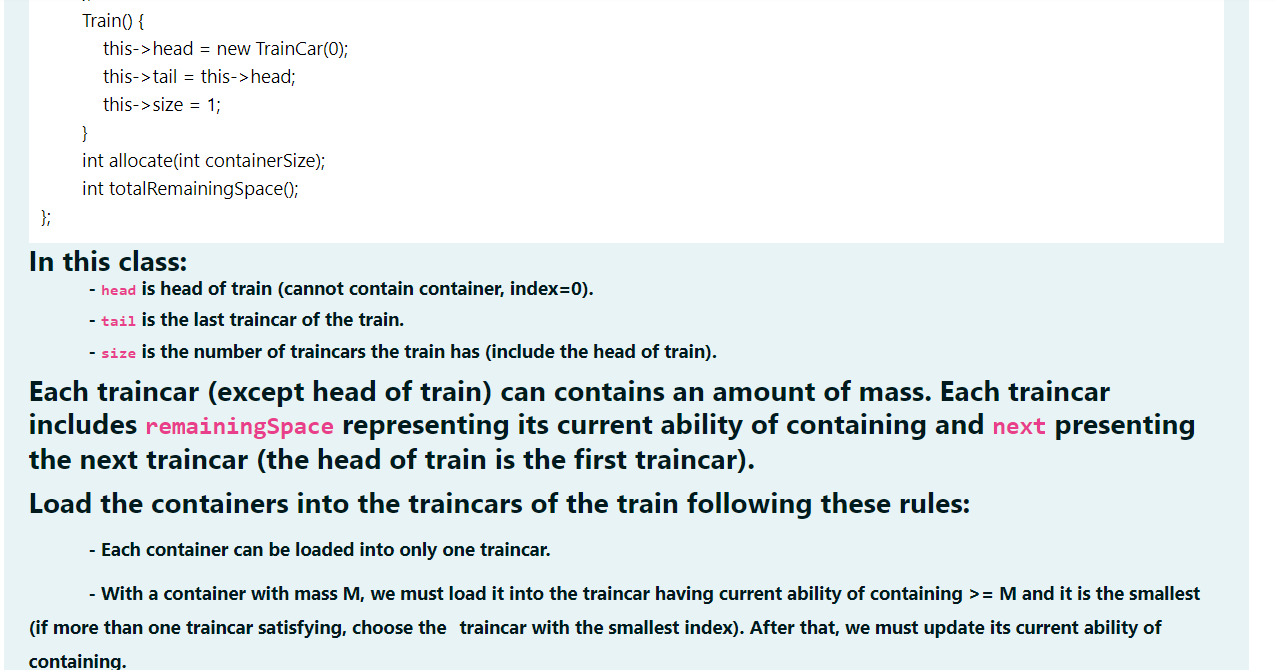 Train() {
this->head = new TrainCar(0);
this->tail = this->head;
this->size = 1;
}
int allocate(int containerSize);
int totalRemainingSpace();
};
In this class:
- head is head of train (cannot contain container, index=0).
- tail is the last traincar of the train.
- size is the number of traincars the train has (include the head of train).
Each traincar (except head of train) can contains an amount of mass. Each traincar
includes remainingSpace representing its current ability of containing and next presenting
the next traincar (the head of train is the first traincar).
Load the containers into the traincars of the train following these rules:
- Each container can be loaded into only one traincar.
- With a container with mass M, we must load it into the traincar having current ability of containing >= M and it is the smallest
(if more than one traincar satisfying, choose the traincar with the smallest index). After that, we must update its current ability of
containing.